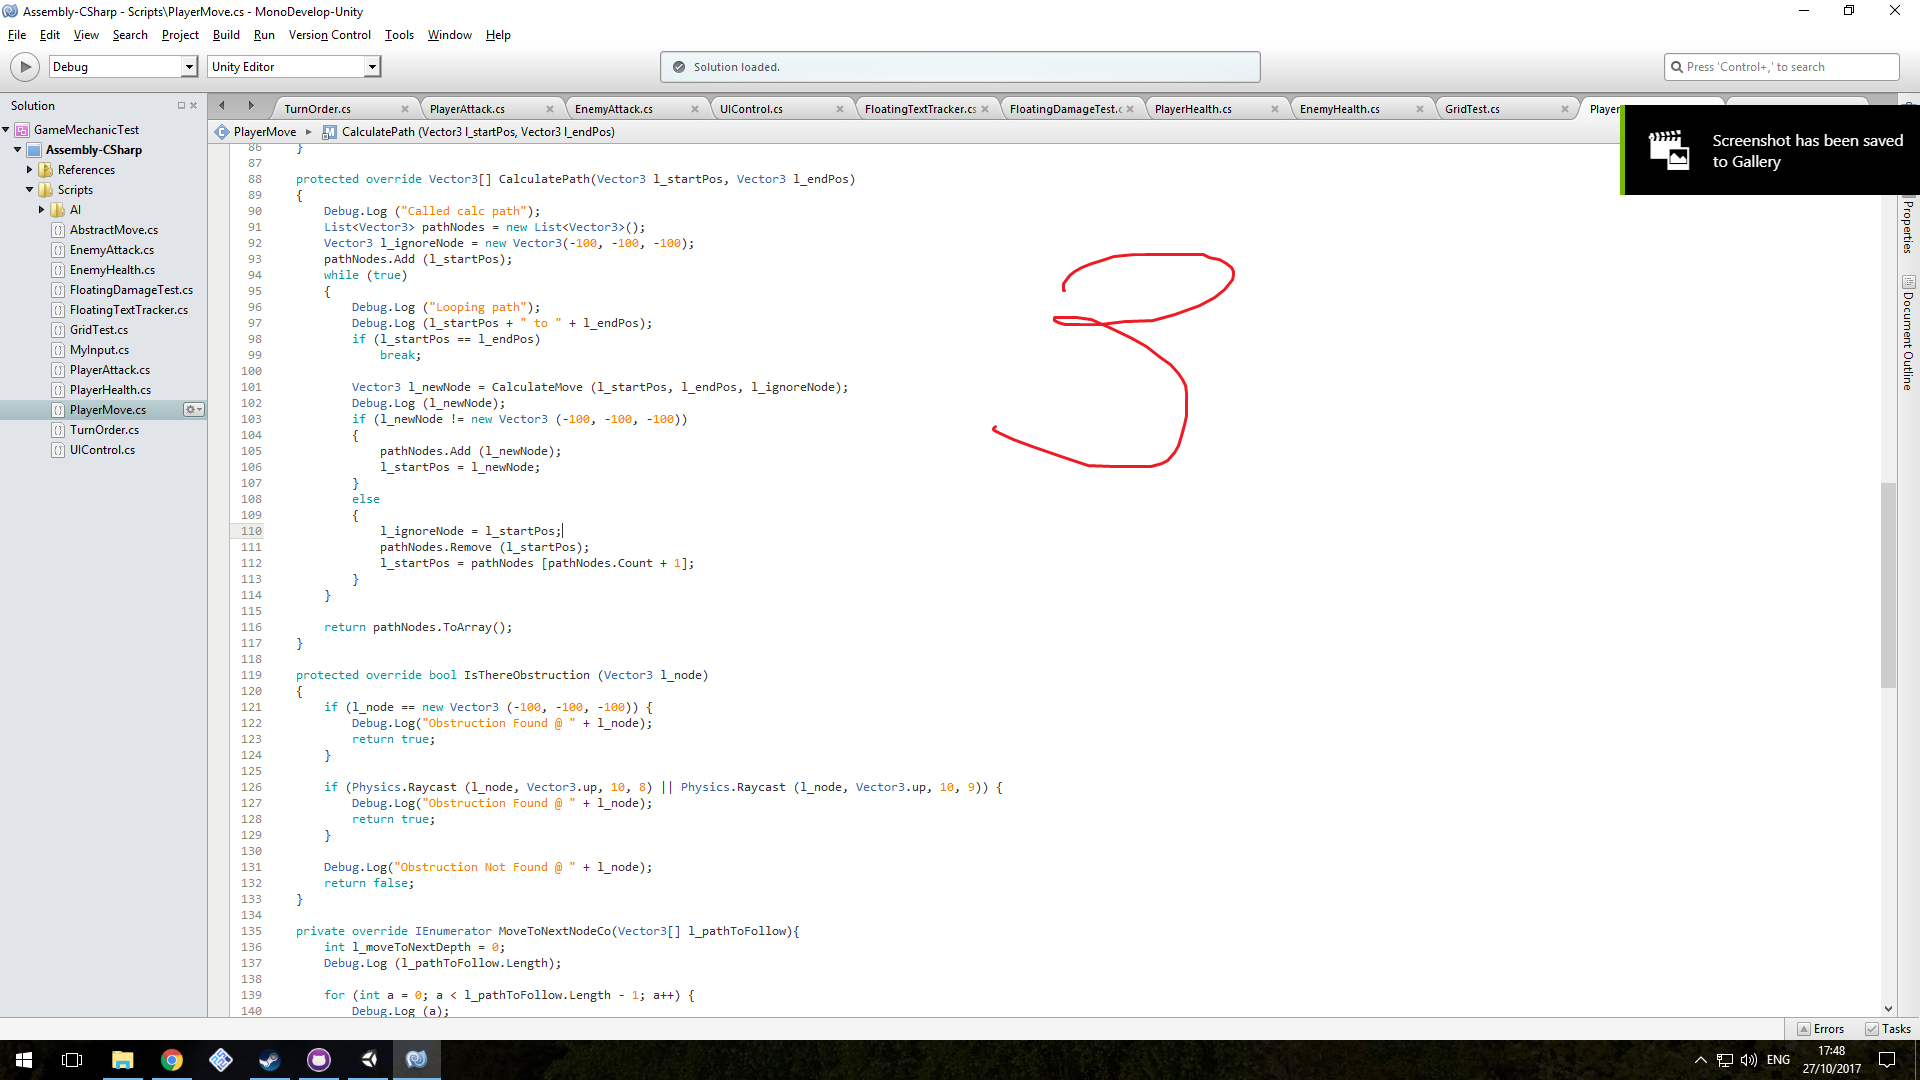 Assembly-CSharp - Scripts\PlayerMove.cs - MonoDevelop-Unity
File Edit View Search Project Build Run Version Control Tools Window Help
Debug Unity Editor Solution loaded. Press 'Control+,' to search
Solution
GameMechanicTest
Assembly-CSharp
References
Scripts
AI
AbstractMove.cs
EnemyAttack.cs
EnemyHealth.cs
FloatingDamageTest.cs
FloatingTextTracker.cs
GridTest.cs
MyInput.cs
PlayerAttack.cs
PlayerHealth.cs
PlayerMove.cs
TurnOrder.cs
UIControl.cs
TurnOrder.cs PlayerAttack.cs EnemyAttack.cs UIControl.cs FloatingTextTracker.cs FloatingDamageTest.c PlayerHealth.cs EnemyHealth.cs GridTest.cs Player
PlayerMove CalculatePath (Vector3 l_startPos, Vector3 l_endPos)
Screenshot has been saved
to Gallery
Properties
Document Outline
86 }
87
88 protected override Vector3[] CalculatePath(Vector3 l_startPos, Vector3 l_endPos)
89 {
90 Debug.Log ("Called calc path");
91 List<Vector3> pathNodes = new List<Vector3>();
92 Vector3 l_ignoreNode = new Vector3(-100, -100, -100);
93 pathNodes.Add (l_startPos);
94 while (true)
95 {
96 Debug.Log ("Looping path");
97 Debug.Log (l_startPos + " to " + l_endPos);
98 if (l_startPos == l_endPos)
99 break;
100
101 Vector3 l_newNode = CalculateMove (l_startPos, l_endPos, l_ignoreNode);
102 Debug.Log (l_newNode);
103 if (l_newNode != new Vector3 (-100, -100, -100))
104 {
105 pathNodes.Add (l_newNode);
106 l_startPos = l_newNode;
107 }
108 else
109 {
110 l_ignoreNode = l_startPos;
111 pathNodes.Remove (l_startPos);
112 l_startPos = pathNodes [pathNodes.Count + 1];
113 }
114 }
115
116 return pathNodes.ToArray();
117 }
118
119 protected override bool IsThereObstruction (Vector3 l_node)
120 {
121 if (l_node == new Vector3 (-100, -100, -100)) {
122 Debug.Log("Obstruction Found @ " + l_node);
123 return true;
124 }
125
126 if (Physics.Raycast (l_node, Vector3.up, 10, 8) || Physics.Raycast (l_node, Vector3.up, 10, 9)) {
127 Debug.Log("Obstruction Found @ " + l_node);
128 return true;
129 }
130
131 Debug.Log("Obstruction Not Found @ " + l_node);
132 return false;
133 }
134
135 private override IEnumerator MoveToNextNodeCo(Vector3[] l_pathToFollow){
136 int l_moveToNextDepth = 0;
137 Debug.Log (l_pathToFollow.Length);
138
139 for (int a = 0; a < l_pathToFollow.Length - 1; a++) {
140 Debug.Log (a);
3
Errors Tasks
ENG 17:48
27/10/2017